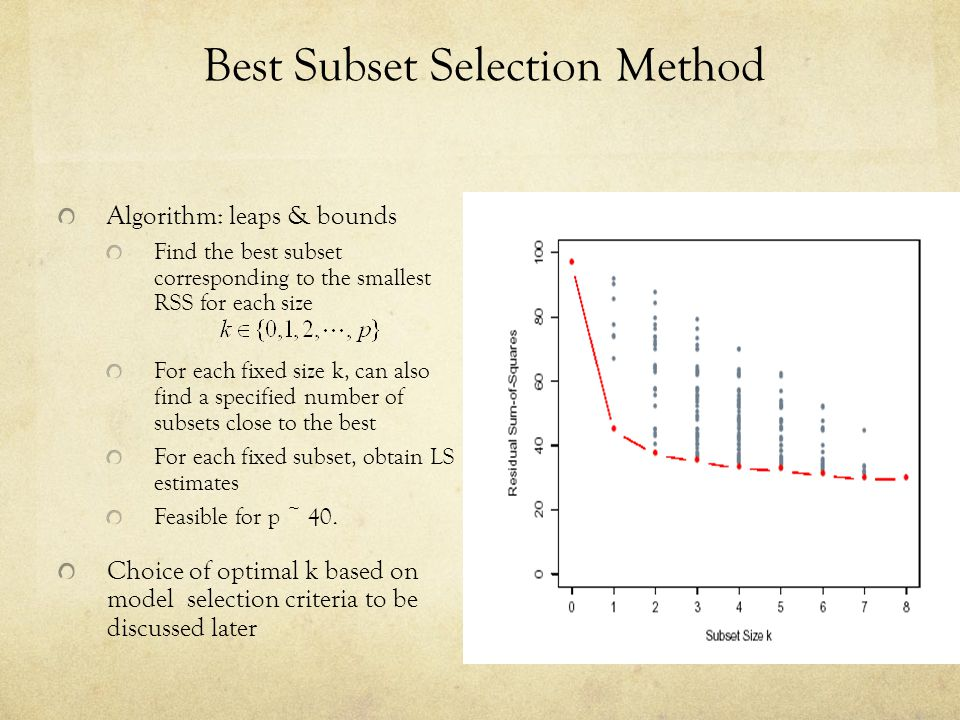 Best Subset Selection Method
Algorithm: leaps & bounds
Find the best subset
corresponding to the smallest
RSS for each size
k ∈ {0,1,2,⋯, p}
For each fixed size k, can also
find a specified number of
subsets close to the best
For each fixed subset, obtain LS
estimates
Feasible for p ~ 40.
Choice of optimal k based on
model selection criteria to be
discussed later
Residual Sum-of-Squares
100
80
60
40
20
0
0 1 2 3 4 5 6 7 8
Subset Size k